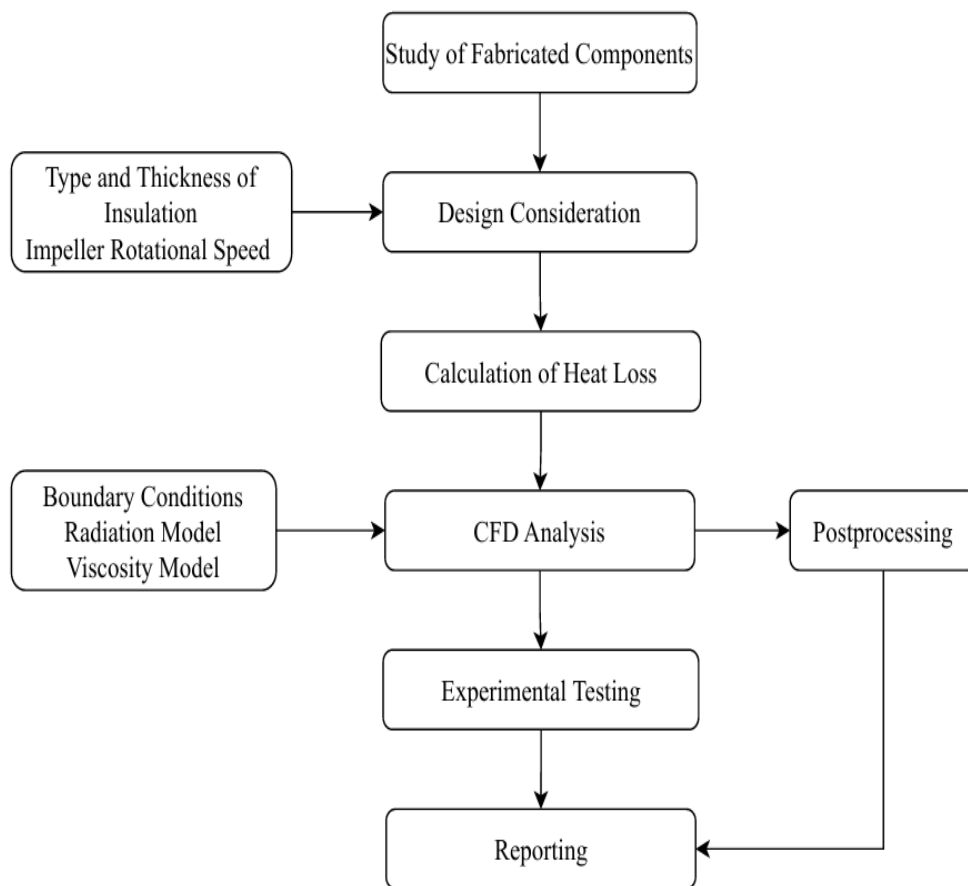 Study of Fabricated Components
Type and Thickness of
Insulation
Impeller Rotational Speed
Design Consideration
Calculation of Heat Loss
Boundary Conditions
Radiation Model
Viscosity Model
CFD Analysis
Postprocessing
Experimental Testing
Reporting